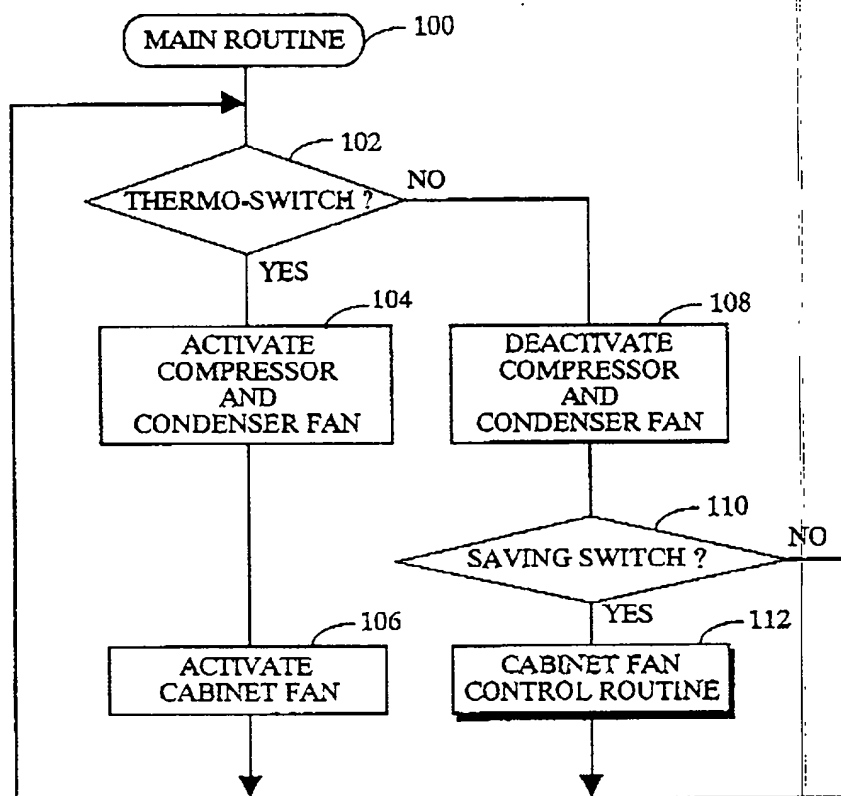 MAIN ROUTINE
100
102
THERMO-SWITCH ?
NO
YES
104
ACTIVATE
COMPRESSOR
AND
CONDENSER FAN
108
DEACTIVATE
COMPRESSOR
AND
CONDENSER FAN
110
SAVING SWITCH ?
NO
YES
106
ACTIVATE
CABINET FAN
112
CABINET FAN
CONTROL ROUTINE